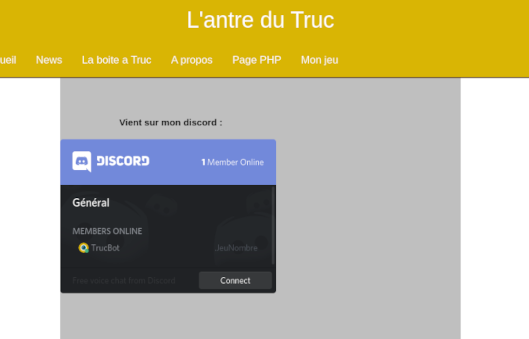 L'antre du Truc
ueil News La boite a Truc A propos Page PHP Mon jeu
Vient sur mon discord :
DISCORD 1 Member Online
Général
MEMBERS ONLINE
TrucBot JeuNombre
Free voice chat from Discord Connect